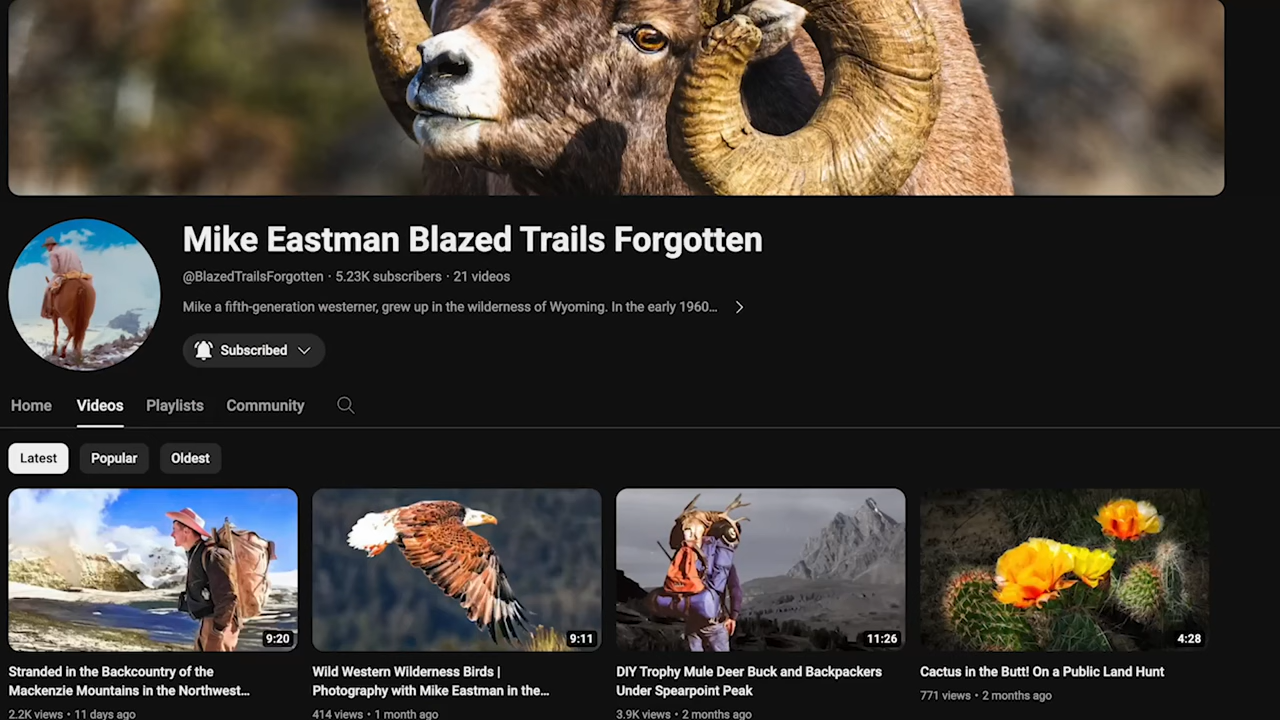 Mike Eastman Blazed Trails Forgotten
@BlazedTrailsForgotten · 5.23K subscribers · 21 videos
Mike a fifth-generation westerner, grew up in the wilderness of Wyoming. In the early 1960...
Subscribed
Home Videos Playlists Community
Latest Popular Oldest
9:20 9:11 11:26 4:28
Stranded in the Backcountry of the
Mackenzie Mountains in the Northwest...
2.2K views · 11 days ago
Wild Western Wilderness Birds |
Photography with Mike Eastman in the...
414 views · 1 month ago
DIY Trophy Mule Deer Buck and Backpackers
Under Spearpoint Peak
3.9K views · 2 months ago
Cactus in the Butt! On a Public Land Hunt
771 views · 2 months ago